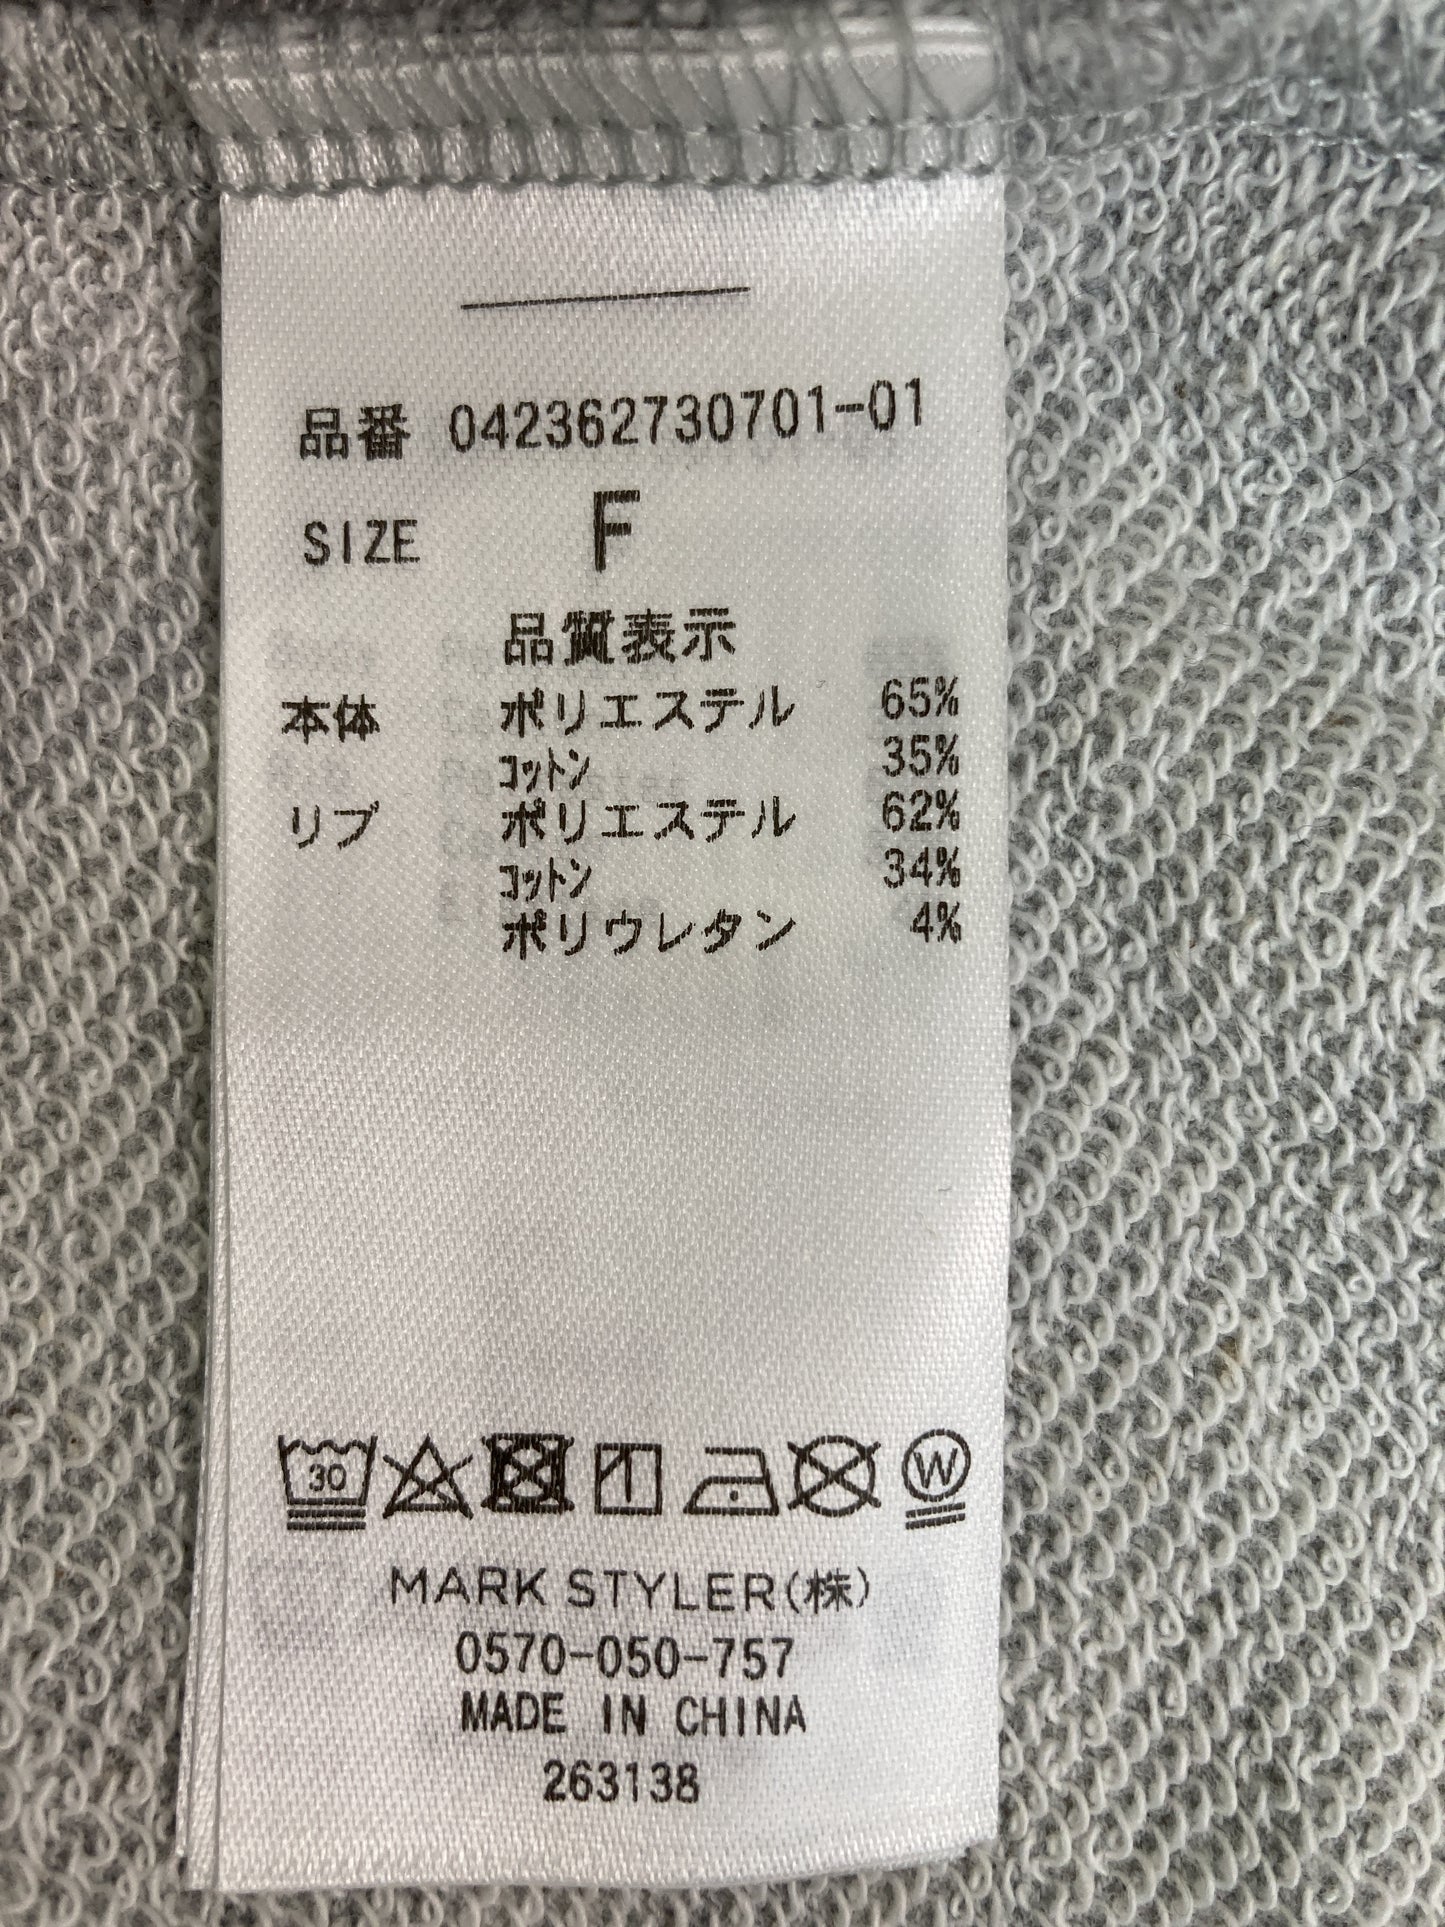 品番 042362730701-01
SIZE F
品質表示
本体 ポリエステル 65%
コットン 35%
リブ ポリエステル 62%
コットン 34%
ポリウレタン 4%
30
W
MARK STYLER(株)
0570-050-757
MADE IN CHINA
263138